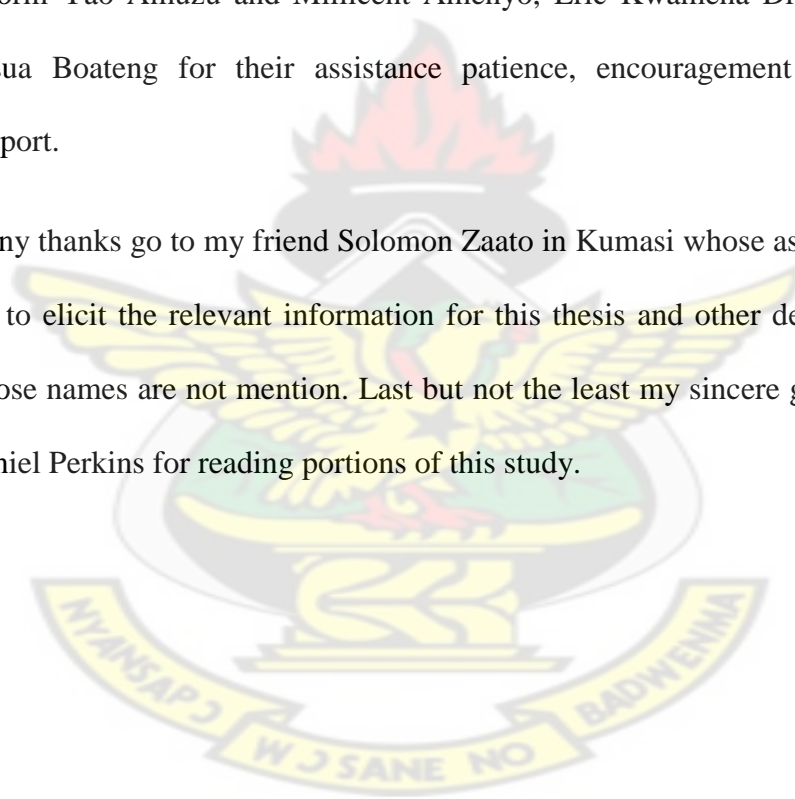 Yao Amuzu and Millicent Amenyo, Eric Kwamena
sua Boateng for their assistance patience, encouragement
port.
ny thanks go to my friend Solomon Zaato in Kumasi whose as
to elicit the relevant information for this thesis and other de
ose names are not mention. Last but not the least my sincere g
niel Perkins for reading portions of this study.
NYANSAPƆ
WƆSANE NO
BADWENMA